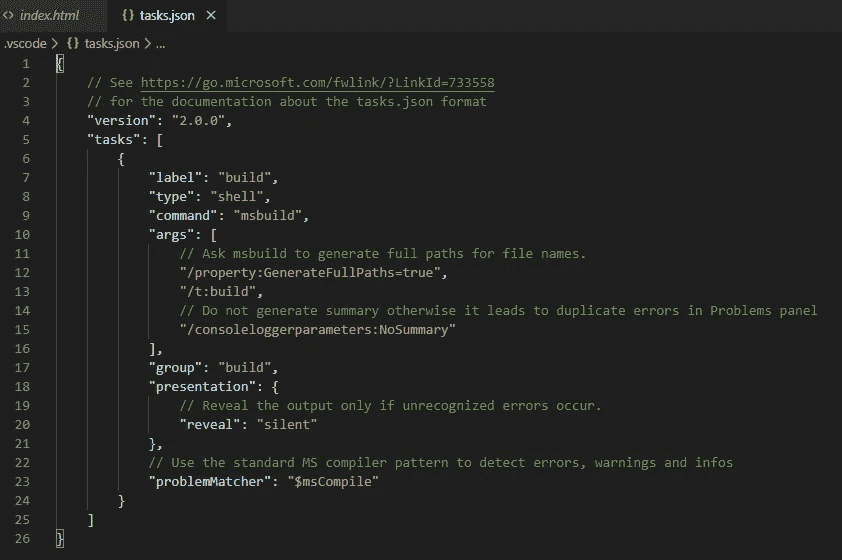 <> index.html {} tasks.json ×
.vscode > {} tasks.json > ...
1 {
2 // See https://go.microsoft.com/fwlink/?LinkId=733558
3 // for the documentation about the tasks.json format
4 "version": "2.0.0",
5 "tasks": [
6 {
7 "label": "build",
8 "type": "shell",
9 "command": "msbuild",
10 "args": [
11 // Ask msbuild to generate full paths for file names.
12 "/property:GenerateFullPaths=true",
13 "/t:build",
14 // Do not generate summary otherwise it leads to duplicate errors in Problems panel
15 "/consoleloggerparameters:NoSummary"
16 ],
17 "group": "build",
18 "presentation": {
19 // Reveal the output only if unrecognized errors occur.
20 "reveal": "silent"
21 },
22 // Use the standard MS compiler pattern to detect errors, warnings and infos
23 "problemMatcher": "$msCompile"
24 }
25 ]
26 }